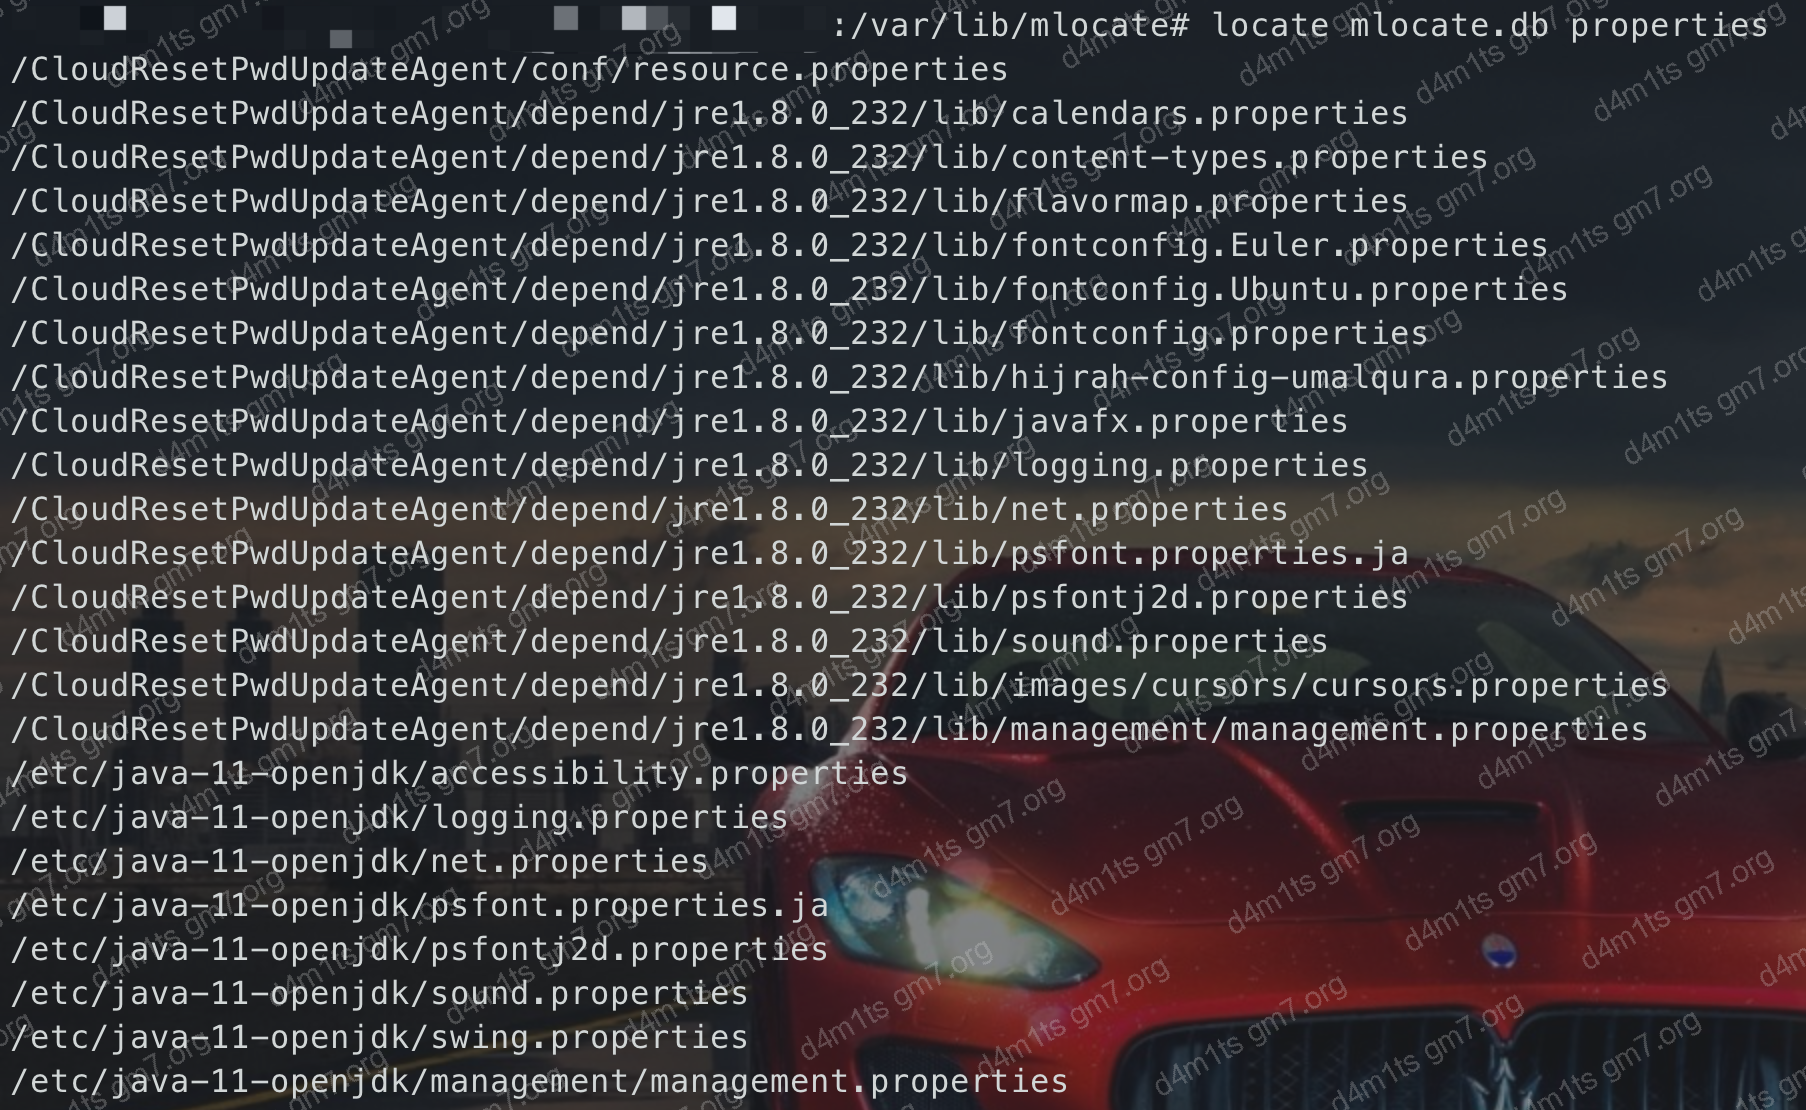 :/var/lib/mlocate# locate mlocate.db properties
/CloudResetPwdUpdateAgent/conf/resource.properties
/CloudResetPwdUpdateAgent/depend/jre1.8.0_232/lib/calendars.properties
/CloudResetPwdUpdateAgent/depend/jre1.8.0_232/lib/content-types.properties
/CloudResetPwdUpdateAgent/depend/jre1.8.0_232/lib/flavormap.properties
/CloudResetPwdUpdateAgent/depend/jre1.8.0_232/lib/fontconfig.Euler.properties
/CloudResetPwdUpdateAgent/depend/jre1.8.0_232/lib/fontconfig.Ubuntu.properties
/CloudResetPwdUpdateAgent/depend/jre1.8.0_232/lib/fontconfig.properties
/CloudResetPwdUpdateAgent/depend/jre1.8.0_232/lib/hijrah-config-umalqura.properties
/CloudResetPwdUpdateAgent/depend/jre1.8.0_232/lib/javafx.properties
/CloudResetPwdUpdateAgent/depend/jre1.8.0_232/lib/logging.properties
/CloudResetPwdUpdateAgent/depend/jre1.8.0_232/lib/net.properties
/CloudResetPwdUpdateAgent/depend/jre1.8.0_232/lib/psfont.properties.ja
/CloudResetPwdUpdateAgent/depend/jre1.8.0_232/lib/psfontj2d.properties
/CloudResetPwdUpdateAgent/depend/jre1.8.0_232/lib/sound.properties
/CloudResetPwdUpdateAgent/depend/jre1.8.0_232/lib/images/cursors/cursors.properties
/CloudResetPwdUpdateAgent/depend/jre1.8.0_232/lib/management/management.properties
/etc/java-11-openjdk/accessibility.properties
/etc/java-11-openjdk/logging.properties
/etc/java-11-openjdk/net.properties
/etc/java-11-openjdk/psfont.properties.ja
/etc/java-11-openjdk/psfontj2d.properties
/etc/java-11-openjdk/sound.properties
/etc/java-11-openjdk/swing.properties
/etc/java-11-openjdk/management/management.properties
d4m1ts gm7.org